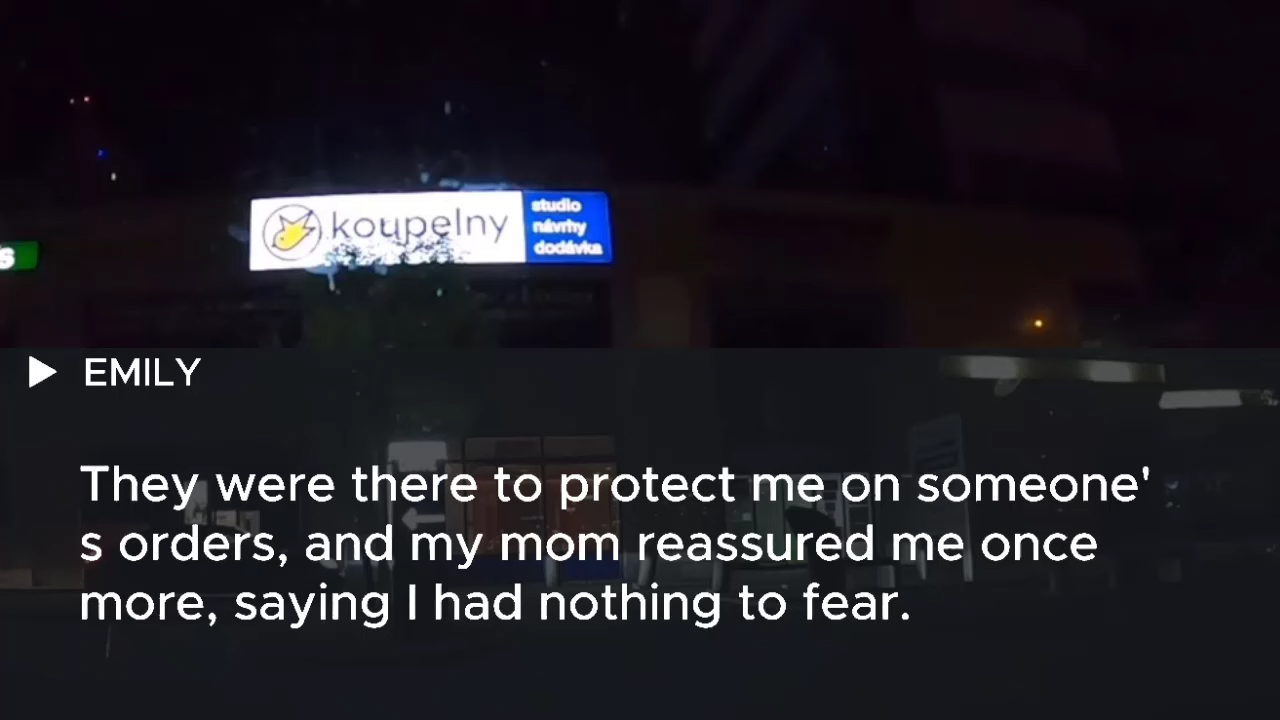 koupelny
studio
návrhy
dodávka
S
EMILY
They were there to protect me on someone'
s orders, and my mom reassured me once
more, saying I had nothing to fear.